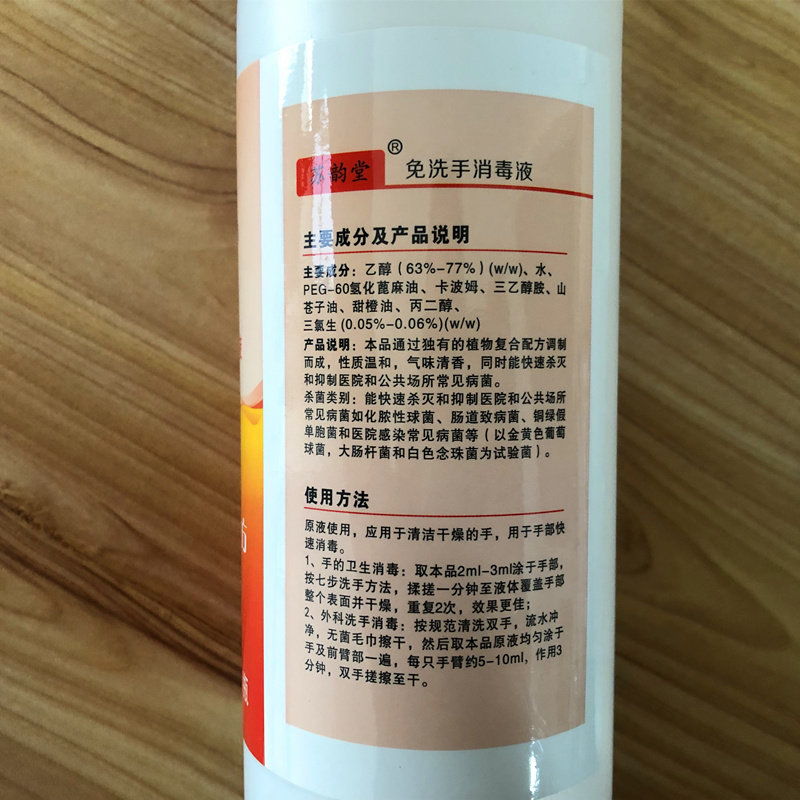 韵堂® 免洗手消毒液
主要成分及产品说明
主要成分：乙醇（63%-77%）(w/w)、水、
PEG-60氢化蓖麻油、卡波姆、三乙醇胺、山
苍子油、甜橙油、丙二醇、
三氯生(0.05%-0.06%)(w/w)
产品说明：本品通过独有的植物复合配方调制
而成，性质温和，气味清香，同时能快速杀灭
和抑制医院和公共场所常见病菌。
杀菌类别：能快速杀灭和抑制医院和公共场所
常见病菌如化脓性球菌、肠道致病菌、铜绿假
单胞菌和医院感染常见病菌等（以金黄色葡萄
球菌，大肠杆菌和白色念珠菌为试验菌）。
使用方法
原液使用，应用于清洁干燥的手，用于手部快
速消毒。
1、手的卫生消毒：取本品2ml-3ml涂于手部，
按七步洗手方法，揉搓一分钟至液体覆盖手部
整个表面并干燥，重复2次，效果更佳；
2、外科洗手消毒：按规范清洗双手，流水冲
净，无菌毛巾擦干，然后取本品原液均匀涂于
手及前臂部一遍，每只手臂约5-10ml，作用3
分钟，双手搓擦至干。